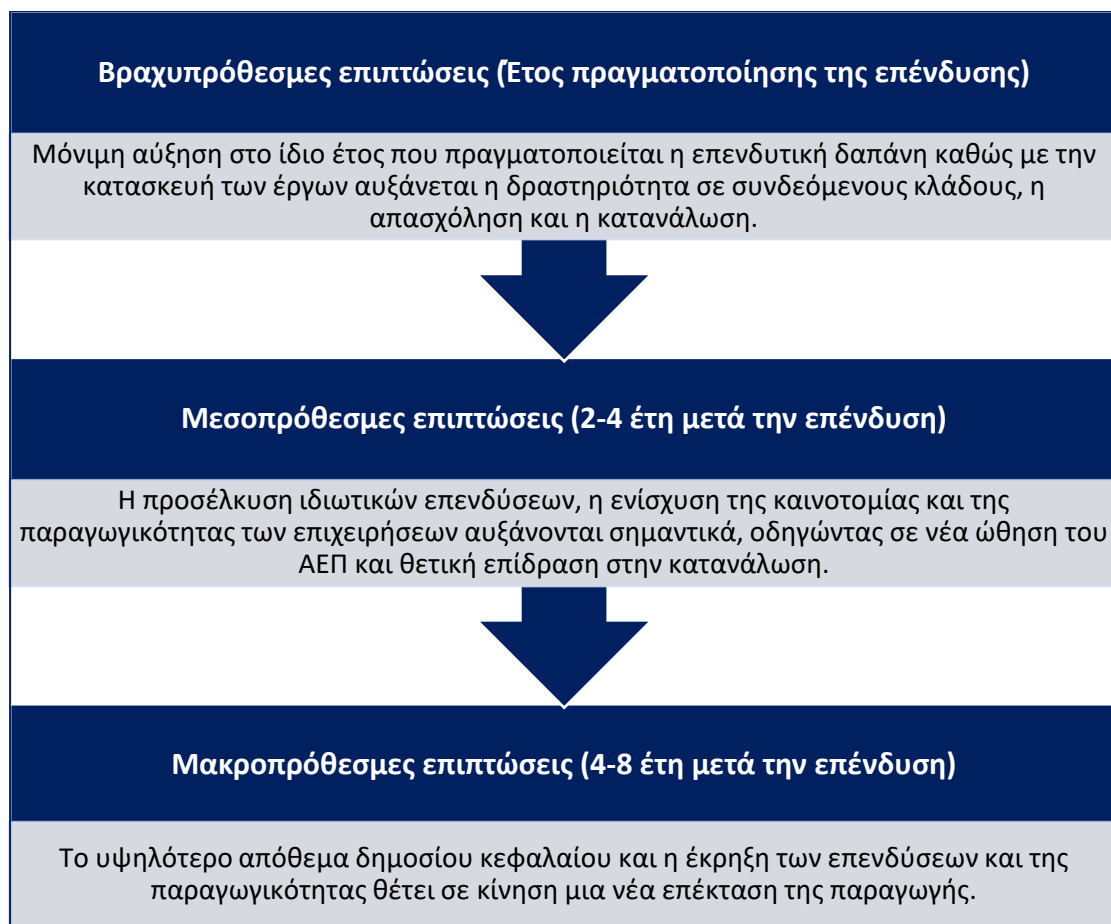 Βραχυπρόθεσμες επιπτώσεις (Έτος πραγματοποίησης της επένδυσης)
Μόνιμη αύξηση στο ίδιο έτος που πραγματοποιείται η επενδυτική δαπάνη καθώς με την
κατασκευή των έργων αυξάνεται η δραστηριότητα σε συνδεόμενους κλάδους, η
απασχόληση και η κατανάλωση.
Μεσοπρόθεσμες επιπτώσεις (2-4 έτη μετά την επένδυση)
Η προσέλκυση ιδιωτικών επενδύσεων, η ενίσχυση της καινοτομίας και της
παραγωγικότητας των επιχειρήσεων αυξάνονται σημαντικά, οδηγώντας σε νέα ώθηση του
ΑΕΠ και θετική επίδραση στην κατανάλωση.
Μακροπρόθεσμες επιπτώσεις (4-8 έτη μετά την επένδυση)
Το υψηλότερο απόθεμα δημοσίου κεφαλαίου και η έκρηξη των επενδύσεων και της
παραγωγικότητας θέτει σε κίνηση μια νέα επέκταση της παραγωγής.